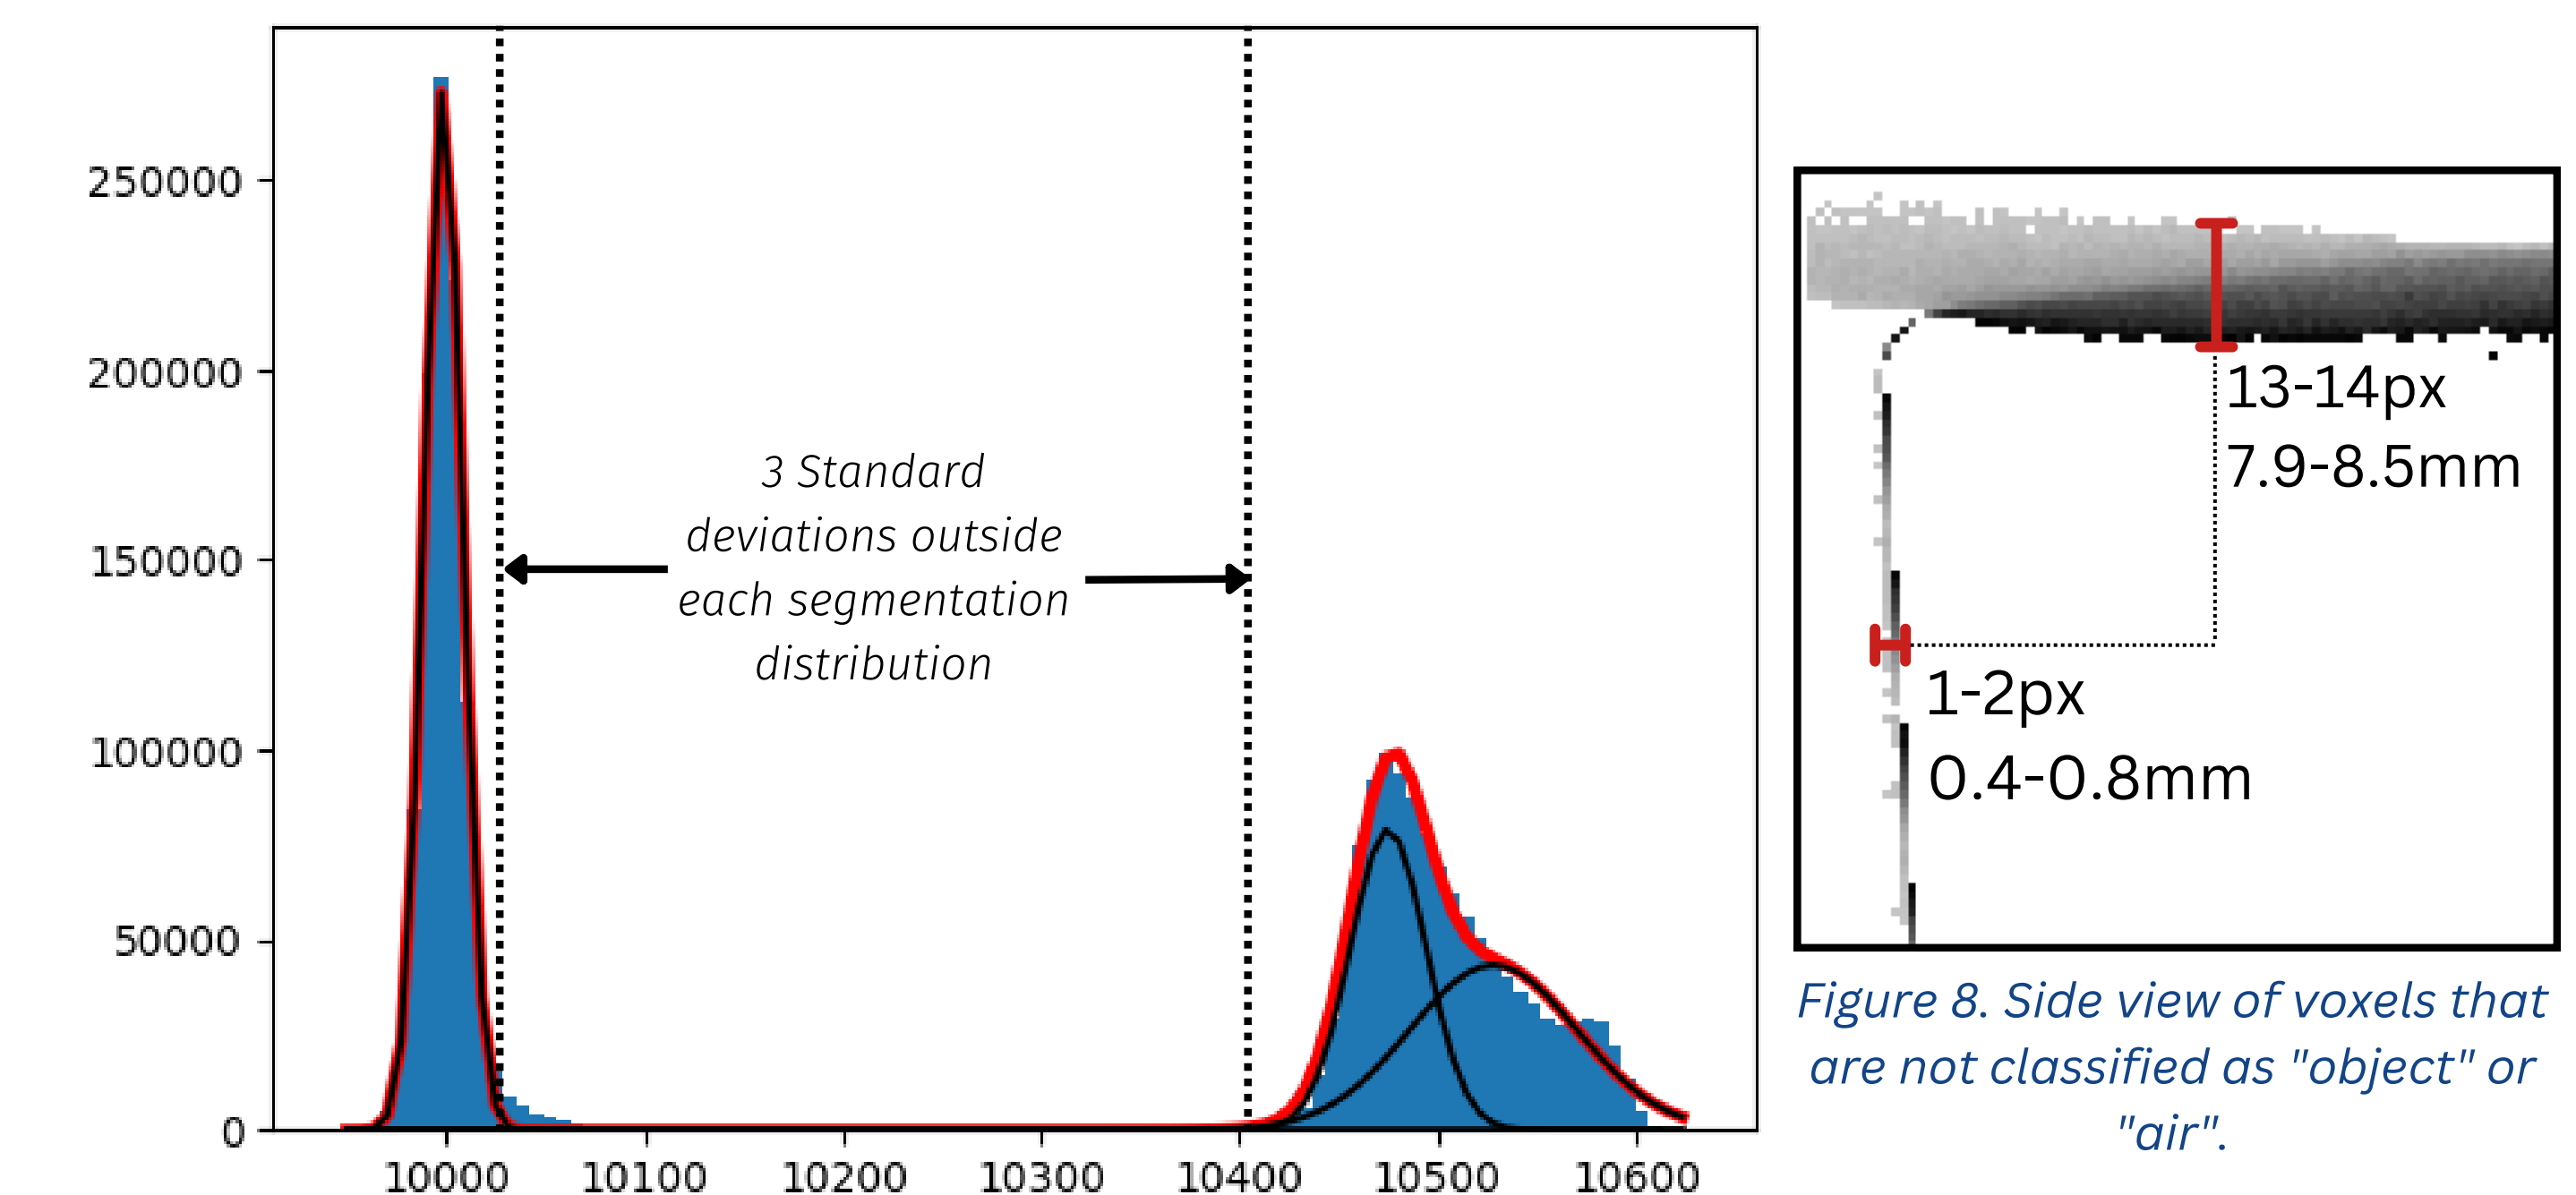 250000
200000
150000
100000
50000
0
10000 10100 10200 10300 10400 10500 10600
3 Standard
deviations outside
each segmentation
distribution
13-14px
7.9-8.5mm
1-2px
0.4-0.8mm
Figure 8. Side view of voxels that
are not classified as "object" or
"air".